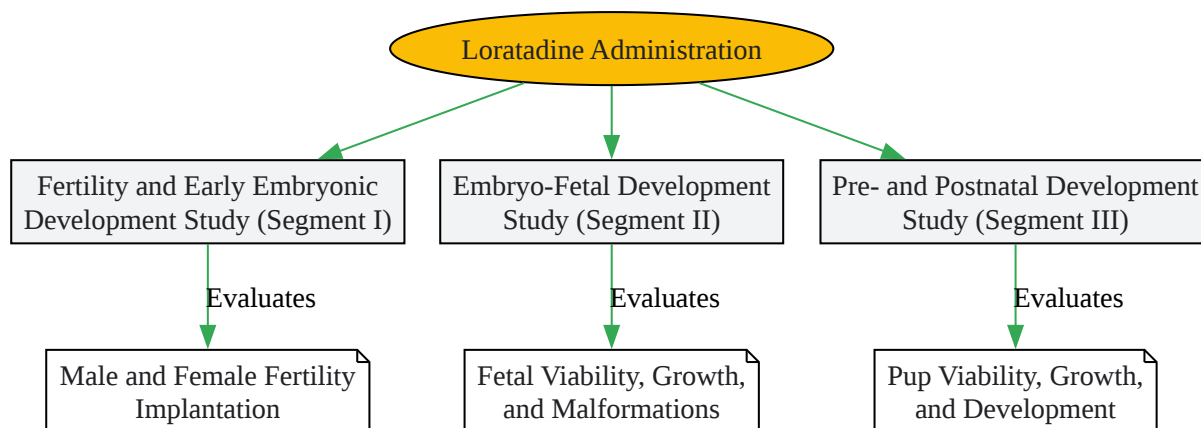 Loratadine Administration
Fertility and Early Embryonic
Development Study (Segment I)
Embryo-Fetal Development
Study (Segment II)
Pre- and Postnatal Development
Study (Segment III)
Evaluates
Evaluates
Evaluates
Male and Female Fertility
Implantation
Fetal Viability, Growth,
and Malformations
Pup Viability, Growth,
and Development